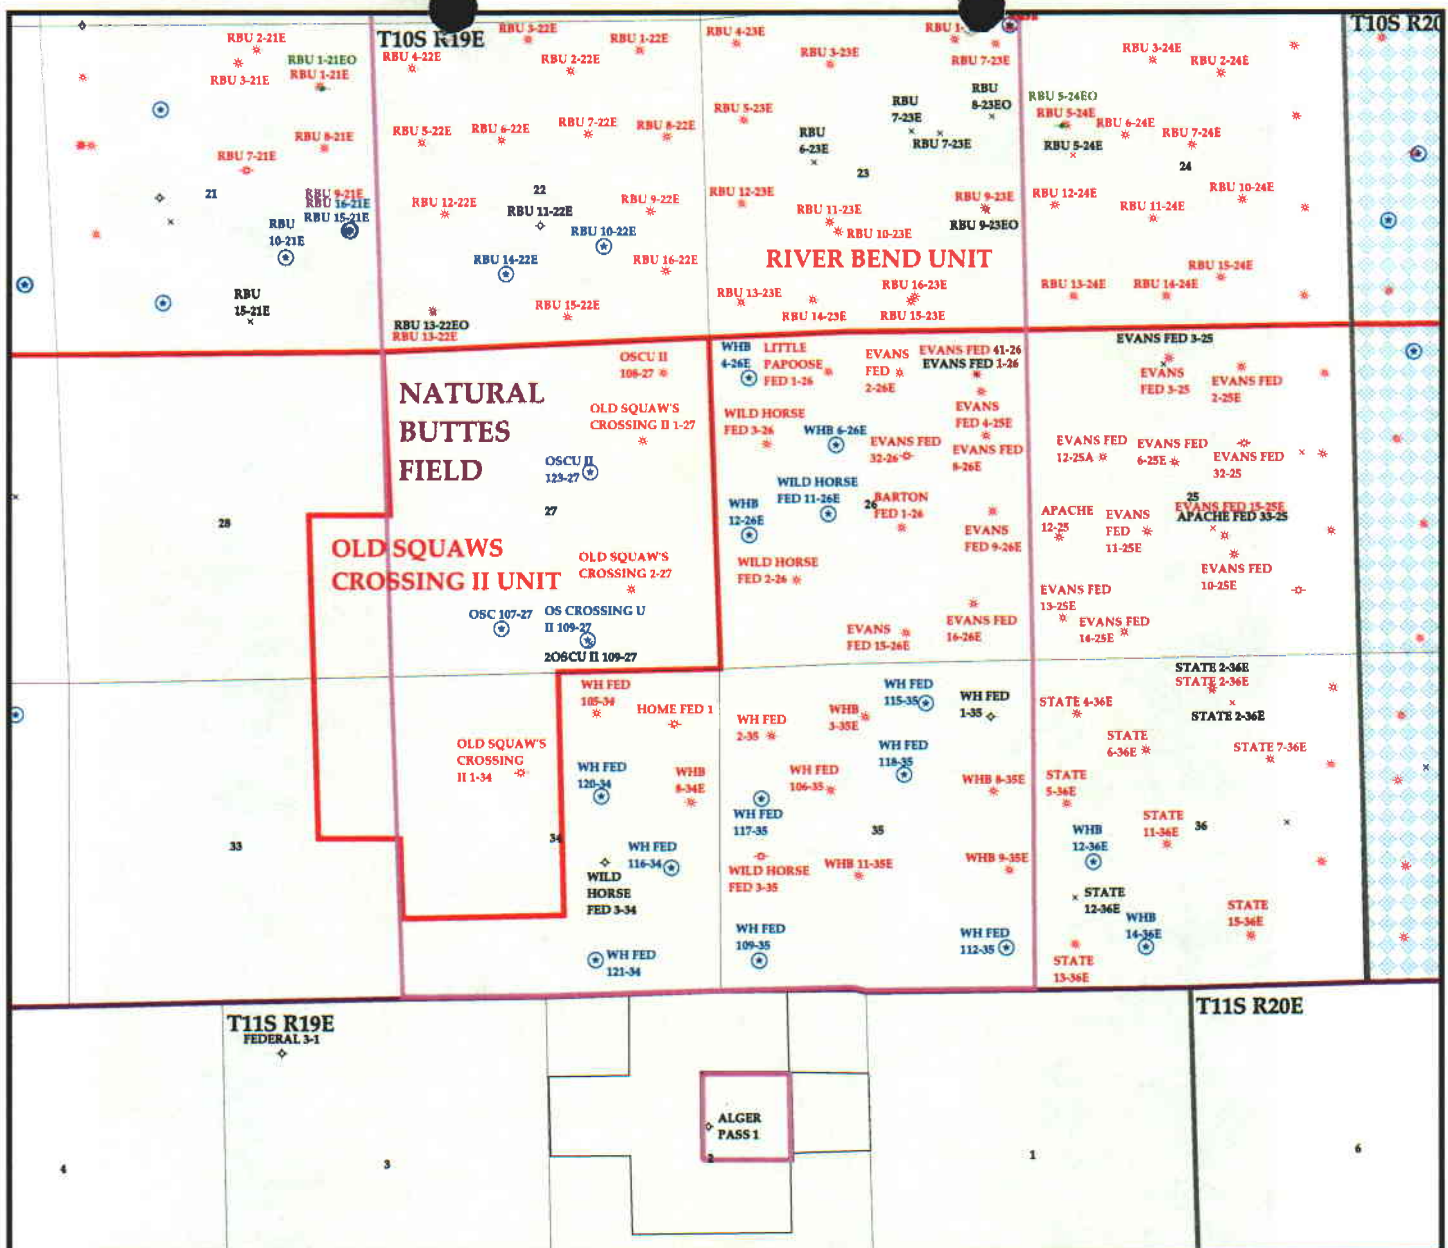 T10S R19E
T10S R20
RBU 2-21E
RBU 3-21E
RBU 1-21EO
RBU 1-21E
RBU 8-21E
RBU 7-21E
21
RBU 9-21E
RBU 16-21E
RBU 15-21E
RBU
10-21E
RBU
15-21E
RBU 3-22E
RBU 1-22E
RBU 4-22E
RBU 2-22E
RBU 5-22E
RBU 6-22E
RBU 7-22E
RBU 8-22E
22
RBU 12-22E
RBU 11-22E
RBU 9-22E
RBU 10-22E
RBU 14-22E
RBU 16-22E
RBU 15-22E
RBU 13-22EO
RBU 13-22E
RBU 4-23E
RBU 3-23E
RBU 1-
RBU 7-23E
RBU
8-23EO
RBU
7-23E
RBU 5-23E
RBU
6-23E
RBU 7-23E
23
RBU 12-23E
RBU 9-23E
RBU 11-23E
RBU 10-23E
RBU 9-23EO
RIVER BEND UNIT
RBU 13-23E
RBU 16-23E
RBU 14-23E
RBU 15-23E
RBU 3-24E
RBU 2-24E
RBU 5-24EO
RBU 5-24E
RBU 6-24E
RBU 7-24E
RBU 5-24E
24
RBU 12-24E
RBU 10-24E
RBU 11-24E
RBU 15-24E
RBU 13-24E
RBU 14-24E
NATURAL
BUTTES
FIELD
OSCU II
108-27
OLD SQUAW'S
CROSSING II 1-27
OSCU II
123-27
27
28
OLD SQUAWS
CROSSING II UNIT
OLD SQUAW'S
CROSSING 2-27
OSC 107-27
OS CROSSING U
II 109-27
2OSCU II 109-27
WHB
4-26E
LITTLE
PAPOOSE
FED 1-26
EVANS
FED
2-26E
EVANS FED 41-26
EVANS FED 1-26
WILD HORSE
FED 3-26
WHB 6-26E
EVANS FED
32-26
EVANS
FED 4-25E
EVANS FED
8-26E
WILD HORSE
FED 11-26E
WHB
12-26E
26
BARTON
FED 1-26
EVANS
FED 9-26E
WILD HORSE
FED 2-26
EVANS
FED 15-26E
EVANS FED
16-26E
EVANS FED 3-25
EVANS
FED 3-25
EVANS FED
2-25E
EVANS FED
12-25A
EVANS FED
6-25E
EVANS FED
32-25
25
EVANS FED 15-25E
APACHE FED 33-25
APACHE
12-25
EVANS
FED
11-25E
EVANS FED
10-25E
EVANS FED
13-25E
EVANS FED
14-25E
33
OLD SQUAW'S
CROSSING
II 1-34
34
WH FED
105-34
HOME FED 1
WH FED
120-34
WHB
8-34E
WH FED
116-34
WILD
HORSE
FED 3-34
WH FED
121-34
WH FED
2-35
WHB
3-35E
WH FED
115-35
WH FED
1-35
WH FED
118-35
WH FED
106-35
WHB 8-35E
WH FED
117-35
35
WILD HORSE
FED 3-35
WHB 11-35E
WHB 9-35E
WH FED
109-35
WH FED
112-35
STATE 2-36E
STATE 2-36E
STATE 4-36E
STATE 2-36E
STATE
6-36E
STATE 7-36E
STATE
5-36E
STATE
11-36E
36
WHB
12-36E
STATE
12-36E
WHB
14-36E
STATE
15-36E
STATE
13-36E
T11S R19E
FEDERAL 3-1
T11S R20E
ALGER
PASS 1
4
3
2
1
6